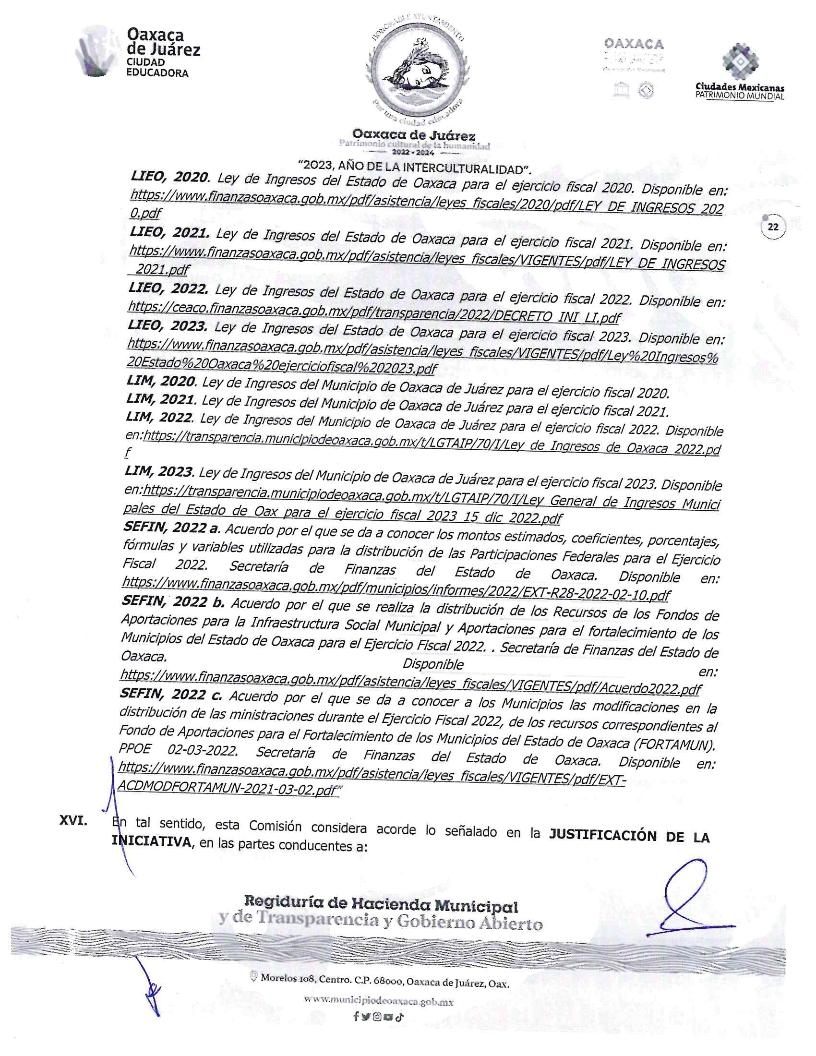 Oaxaca
de Juárez
CIUDAD
EDUCADORA
HONORABLE AYUNTAMIENTO
Por una ciudad educadora
Oaxaca de Juárez
Patrimonio cultural de la humanidad
2022 - 2024
OAXACA
Ciudades Mexicanas
PATRIMONIO MUNDIAL
"2023, AÑO DE LA INTERCULTURALIDAD".
22
LIEO, 2020. Ley de Ingresos del Estado de Oaxaca para el ejercicio fiscal 2020. Disponible en:
https://www.finanzasoaxaca.gob.mx/pdf/asistencia/leyes_fiscales/2020/pdf/LEY_DE_INGRESOS_202
0.pdf
LIEO, 2021. Ley de Ingresos del Estado de Oaxaca para el ejercicio fiscal 2021. Disponible en:
https://www.finanzasoaxaca.gob.mx/pdf/asistencia/leyes_fiscales/VIGENTES/pdf/LEY_DE_INGRESOS
_2021.pdf
LIEO, 2022. Ley de Ingresos del Estado de Oaxaca para el ejercicio fiscal 2022. Disponible en:
https://ceaco.finanzasoaxaca.gob.mx/pdf/transparencia/2022/DECRETO_INI_LI.pdf
LIEO, 2023. Ley de Ingresos del Estado de Oaxaca para el ejercicio fiscal 2023. Disponible en:
https://www.finanzasoaxaca.gob.mx/pdf/asistencia/leyes_fiscales/VIGENTES/pdf/Ley%20Ingresos%
20Estado%20Oaxaca%20ejerciciofiscal%202023.pdf
LIM, 2020. Ley de Ingresos del Municipio de Oaxaca de Juárez para el ejercicio fiscal 2020.
LIM, 2021. Ley de Ingresos del Municipio de Oaxaca de Juárez para el ejercicio fiscal 2021.
LIM, 2022. Ley de Ingresos del Municipio de Oaxaca de Juárez para el ejercicio fiscal 2022. Disponible
en:https://transparencia.municipiodeoaxaca.gob.mx/t/LGTAIP/70/I/Ley_de_Ingresos_de_Oaxaca_2022.pd
f
LIM, 2023. Ley de Ingresos del Municipio de Oaxaca de Juárez para el ejercicio fiscal 2023. Disponible
en:https://transparencia.municipiodeoaxaca.gob.mx/t/LGTAIP/70/I/Ley_General_de_Ingresos_Munici
pales_del_Estado_de_Oax_para_el_ejercicio_fiscal_2023_15_dic_2022.pdf
SEFIN, 2022 a. Acuerdo por el que se da a conocer los montos estimados, coeficientes, porcentajes,
fórmulas y variables utilizadas para la distribución de las Participaciones Federales para el Ejercicio
Fiscal 2022. Secretaría de Finanzas del Estado de Oaxaca. Disponible en:
https://www.finanzasoaxaca.gob.mx/pdf/municipios/informes/2022/EXT-R28-2022-02-10.pdf
SEFIN, 2022 b. Acuerdo por el que se realiza la distribución de los Recursos de los Fondos de
Aportaciones para la Infraestructura Social Municipal y Aportaciones para el fortalecimiento de los
Municipios del Estado de Oaxaca para el Ejercicio Fiscal 2022. . Secretaría de Finanzas del Estado de
Oaxaca. Disponible en:
https://www.finanzasoaxaca.gob.mx/pdf/asistencia/leyes_fiscales/VIGENTES/pdf/Acuerdo2022.pdf
SEFIN, 2022 c. Acuerdo por el que se da a conocer a los Municipios las modificaciones en la
distribución de las ministraciones durante el Ejercicio Fiscal 2022, de los recursos correspondientes al
Fondo de Aportaciones para el Fortalecimiento de los Municipios del Estado de Oaxaca (FORTAMUN).
PPOE 02-03-2022. Secretaría de Finanzas del Estado de Oaxaca. Disponible en:
https://www.finanzasoaxaca.gob.mx/pdf/asistencia/leyes_fiscales/VIGENTES/pdf/EXT-
ACDMODFORTAMUN-2021-03-02.pdf"
XVI. En tal sentido, esta Comisión considera acorde lo señalado en la JUSTIFICACIÓN DE LA
INICIATIVA, en las partes conducentes a:
Regiduría de Hacienda Municipal
y de Transparencia y Gobierno Abierto
Morelos 108, Centro. C.P. 68000, Oaxaca de Juárez, Oax.
www.municipiodeoaxaca.gob.mx